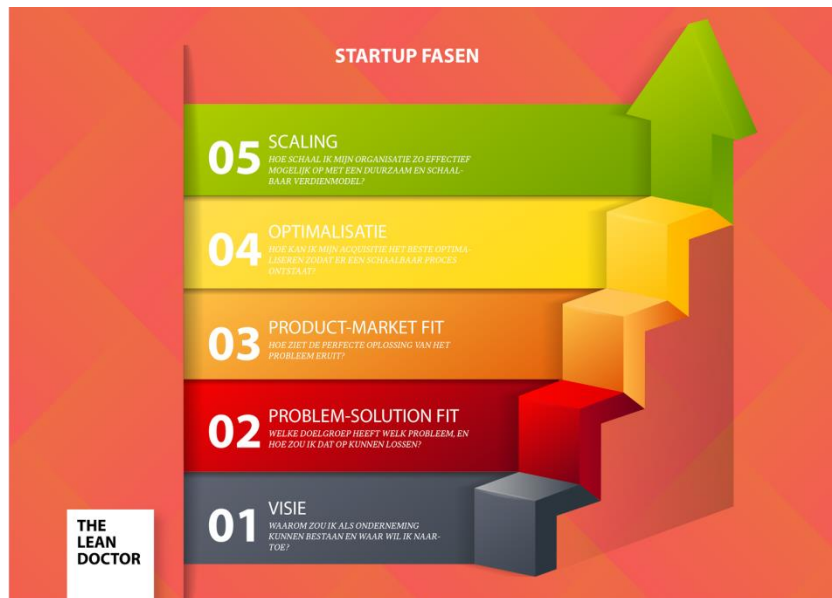 STARTUP FASEN
05
SCALING
HOE SCHAAL IK MIJN ORGANISATIE ZO EFFECTIEF
MOGELIJK OP MET EEN DUURZAAM EN SCHAAL-
BAAR VERDIENMODEL?
04
OPTIMALISATIE
HOE KAN IK MIJN ACQUISITIE HET BESTE OPTIMA-
LISEREN ZODAT ER EEN SCHAALBAAR PROCES
ONTSTAAT?
03
PRODUCT-MARKET FIT
HOE ZIET DE PERFECTE OPLOSSING VAN HET
PROBLEEM ERUIT?
02
PROBLEM-SOLUTION FIT
WELKE DOELGROEP HEEFT WELK PROBLEEM, EN
HOE ZOU IK DAT OP KUNNEN LOSSEN?
01
VISIE
WAAROM ZOU IK ALS ONDERNEMING
KUNNEN BESTAAN EN WAAR WIL IK NAAR-
TOE?
THE
LEAN
DOCTOR